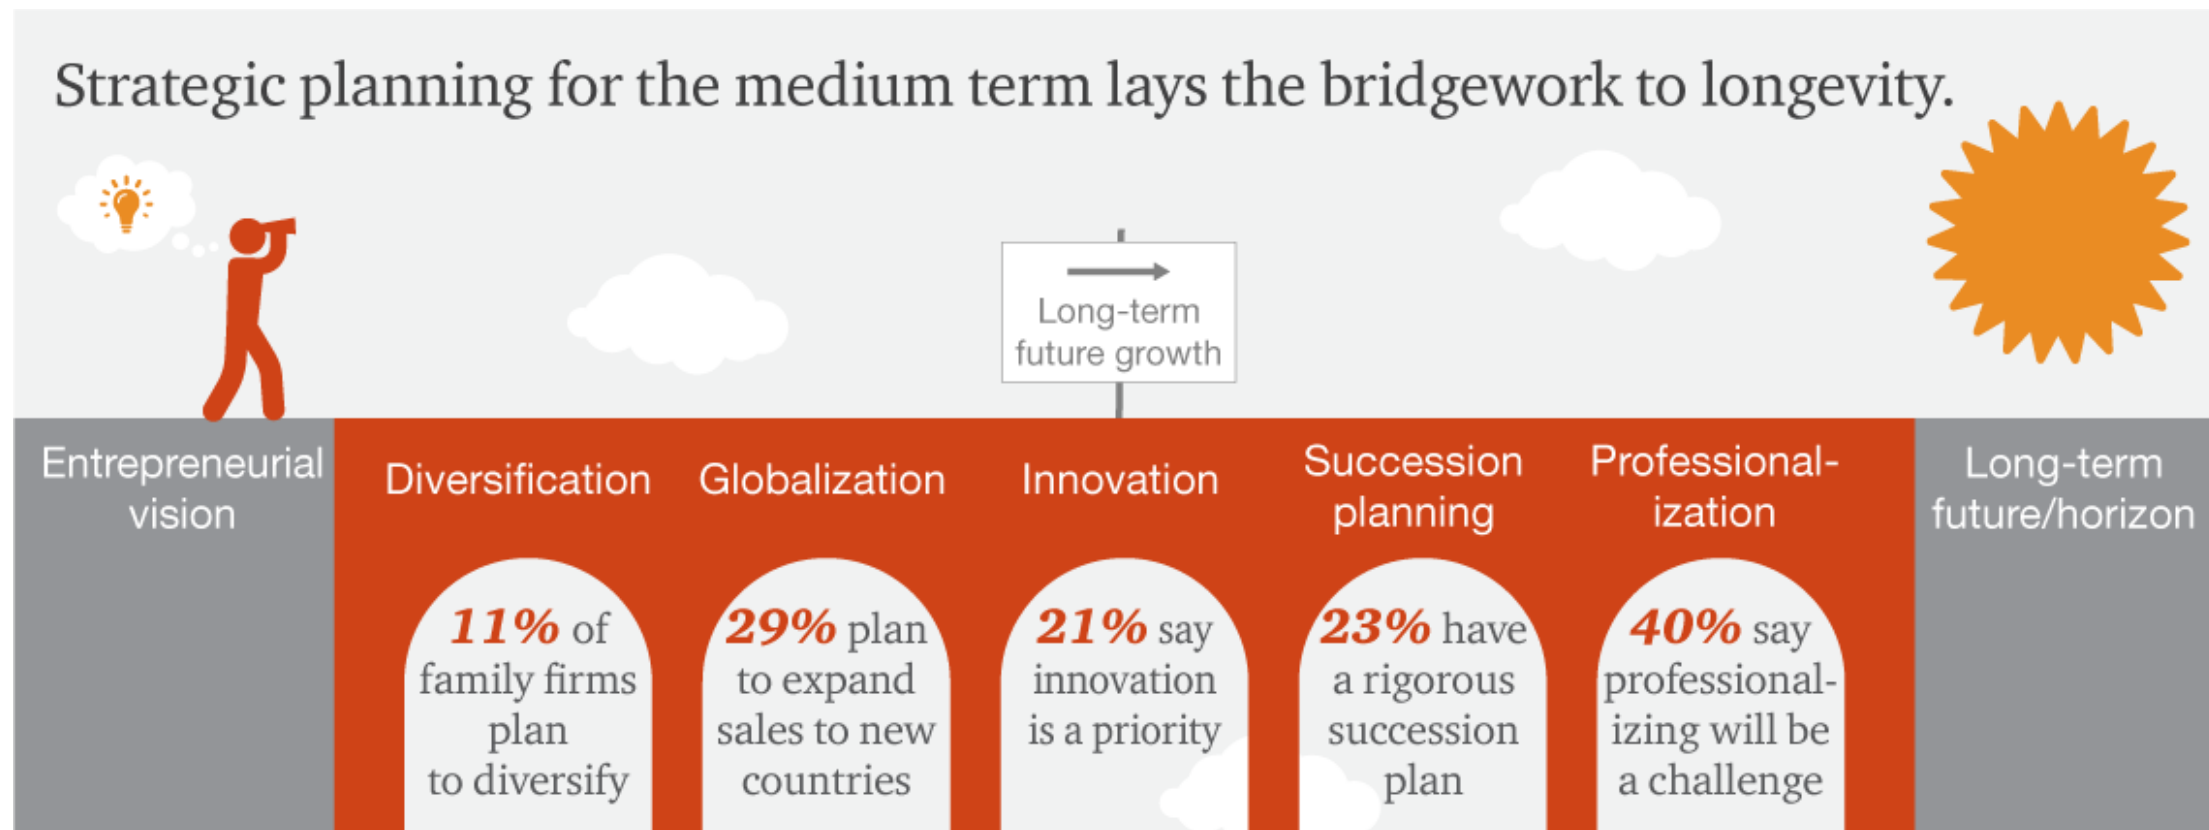 Strategic planning for the medium term lays the bridgework to longevity.
Long-term
future growth
Entrepreneurial
vision
Diversification
Globalization
Innovation
Succession
planning
Professional-
ization
Long-term
future/horizon
11% of
family firms
plan
to diversify
29% plan
to expand
sales to new
countries
21% say
innovation
is a priority
23% have
a rigorous
succession
plan
40% say
professional-
izing will be
a challenge